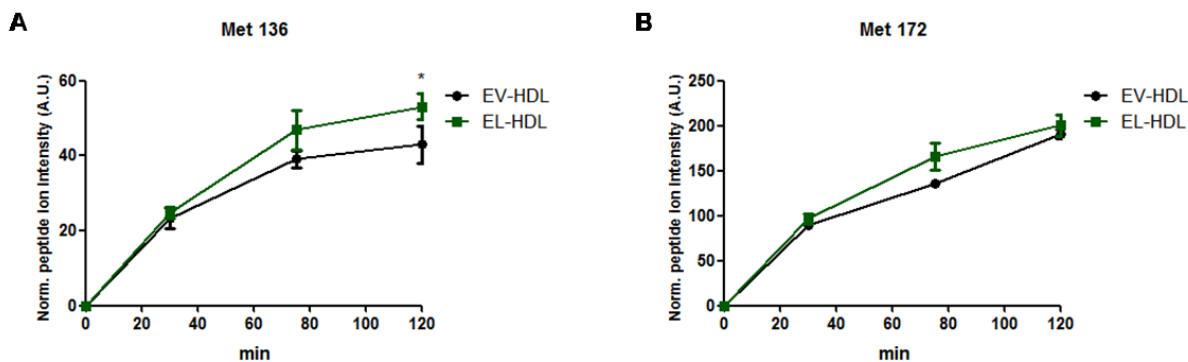 A
Met 136
Norm. peptide Ion Intensity (A.U.)
60
40
20
0
0 20 40 60 80 100 120
min
*
EV-HDL
EL-HDL
B
Met 172
Norm. peptide Ion Intensity (A.U.)
250
200
150
100
50
0
0 20 40 60 80 100 120
min
EV-HDL
EL-HDL